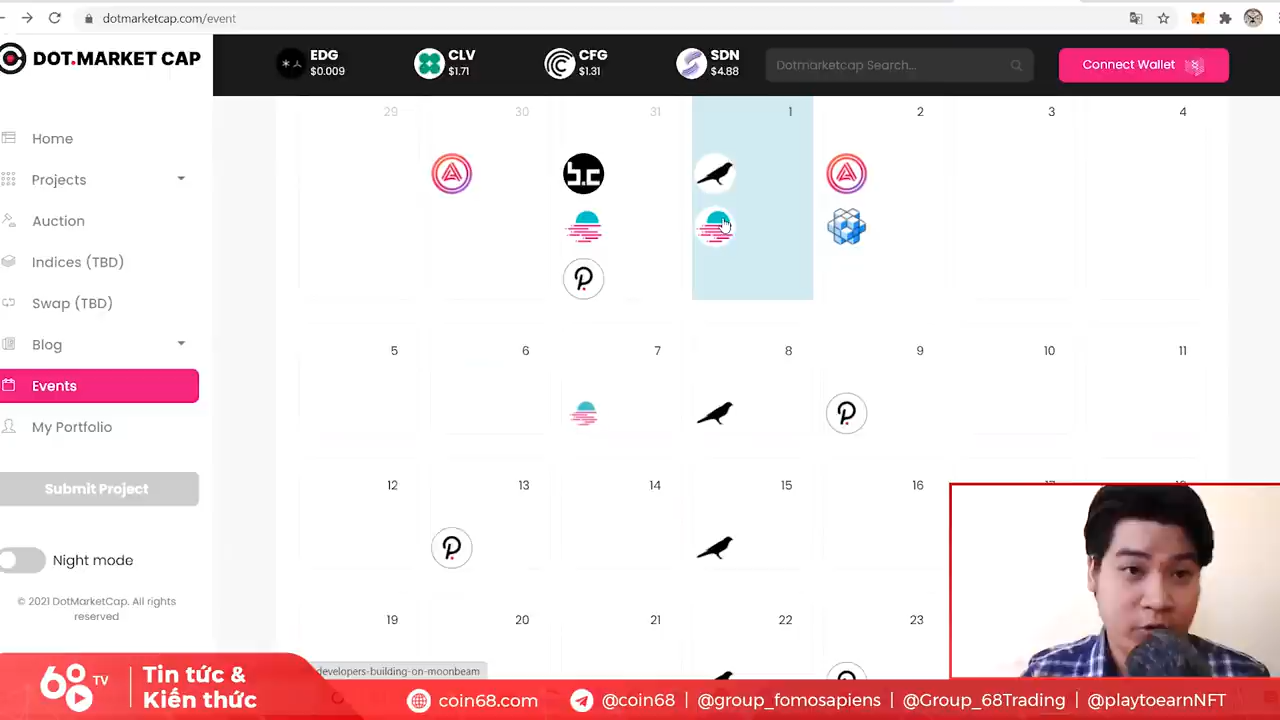 dotmarketcap.com/event
DOT.MARKET CAP
EDG
$0.009
CLV
$1.71
CFG
$1.31
SDN
$4.88
Dotmarketcap Search...
Connect Wallet
Home
Projects
Auction
Indices (TBD)
Swap (TBD)
Blog
Events
My Portfolio
Submit Project
Night mode
© 2021 DotMarketCap. All rights
reserved
29 30 31 1 2 3 4
b.c
5 6 7 8 9 10 11
12 13 14 15 16
19 20 21 22 23
developers-building-on-moonbeam
68 TV
Tin tức &
Kiến thức
coin68.com
@coin68 | @group_fomosapiens | @Group_68Trading | @playtoearnNFT